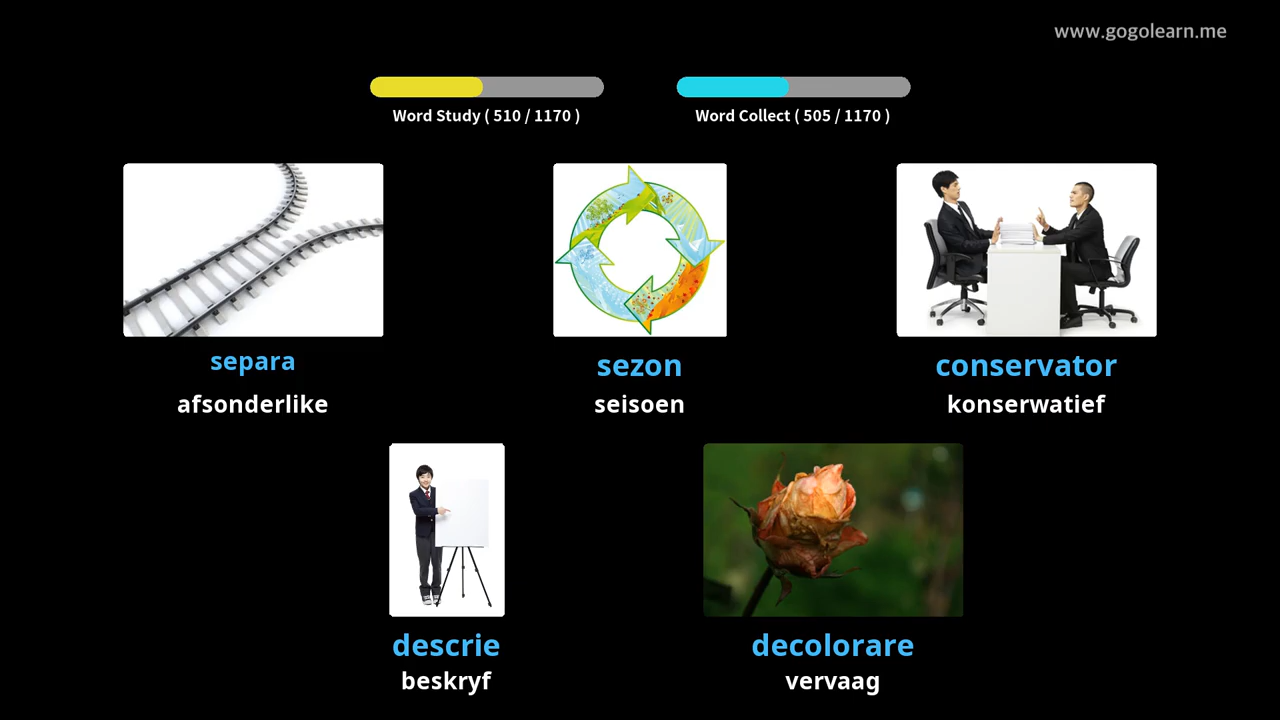 www.gogolearn.me
Word Study ( 510 / 1170 )
Word Collect ( 505 / 1170 )
separa
afsonderlike
sezon
seisoen
conservator
konserwatief
descrie
beskryf
decolorare
vervaag